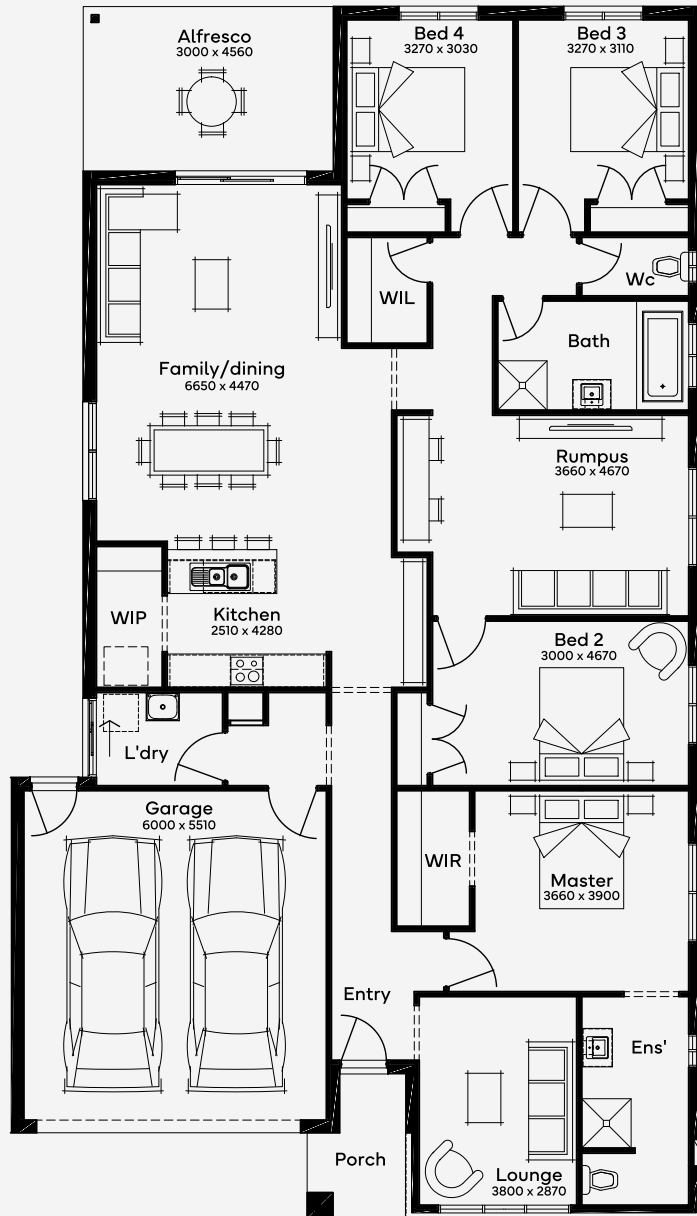 Alfresco
3000 x 4560
Bed 4
3270 x 3030
Bed 3
3270 x 3110
WIL
Wc
Bath
Family/dining
6650 x 4470
Rumpus
3660 x 4670
WIP
Kitchen
2510 x 4280
Bed 2
3000 x 4670
L'dry
Garage
6000 x 5510
WIR
Master
3660 x 3900
Entry
Ens'
Porch
Lounge
3800 x 2870